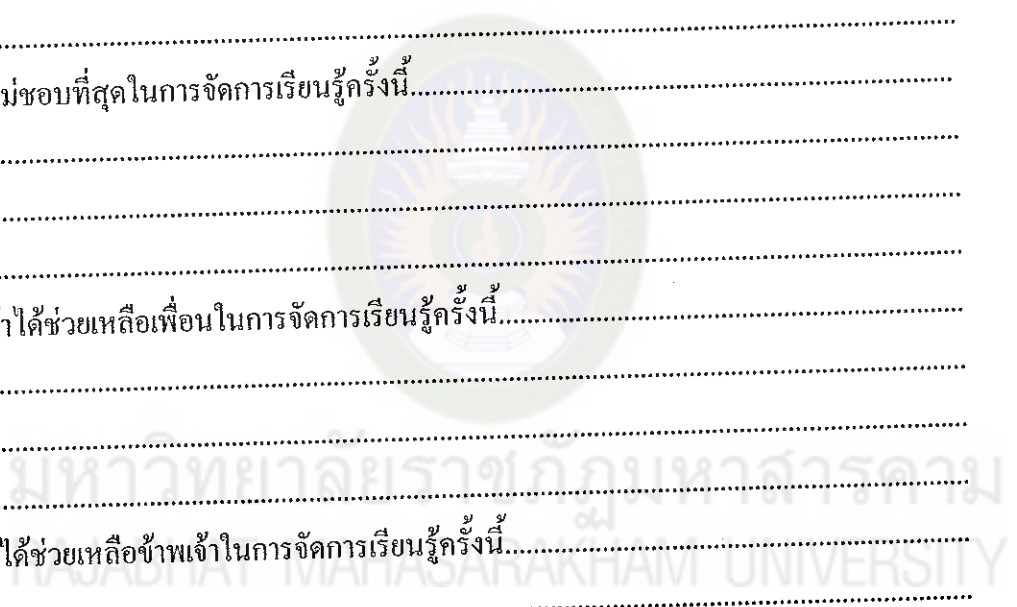 ม่ชอบที่สุดในการจัดการเรียนรู้ครั้งนี้
าได้ช่วยเหลือเพื่อนในการจัดการเรียนรู้ครั้งนี้
มหาวิทยาลัยราชภัฏมหาสารคาม
ได้ช่วยเหลือข้าพเจ้าในการจัดการเรียนรู้ครั้งนี้
RAJABHAT MAHASARAKHAM UNIVERSITY